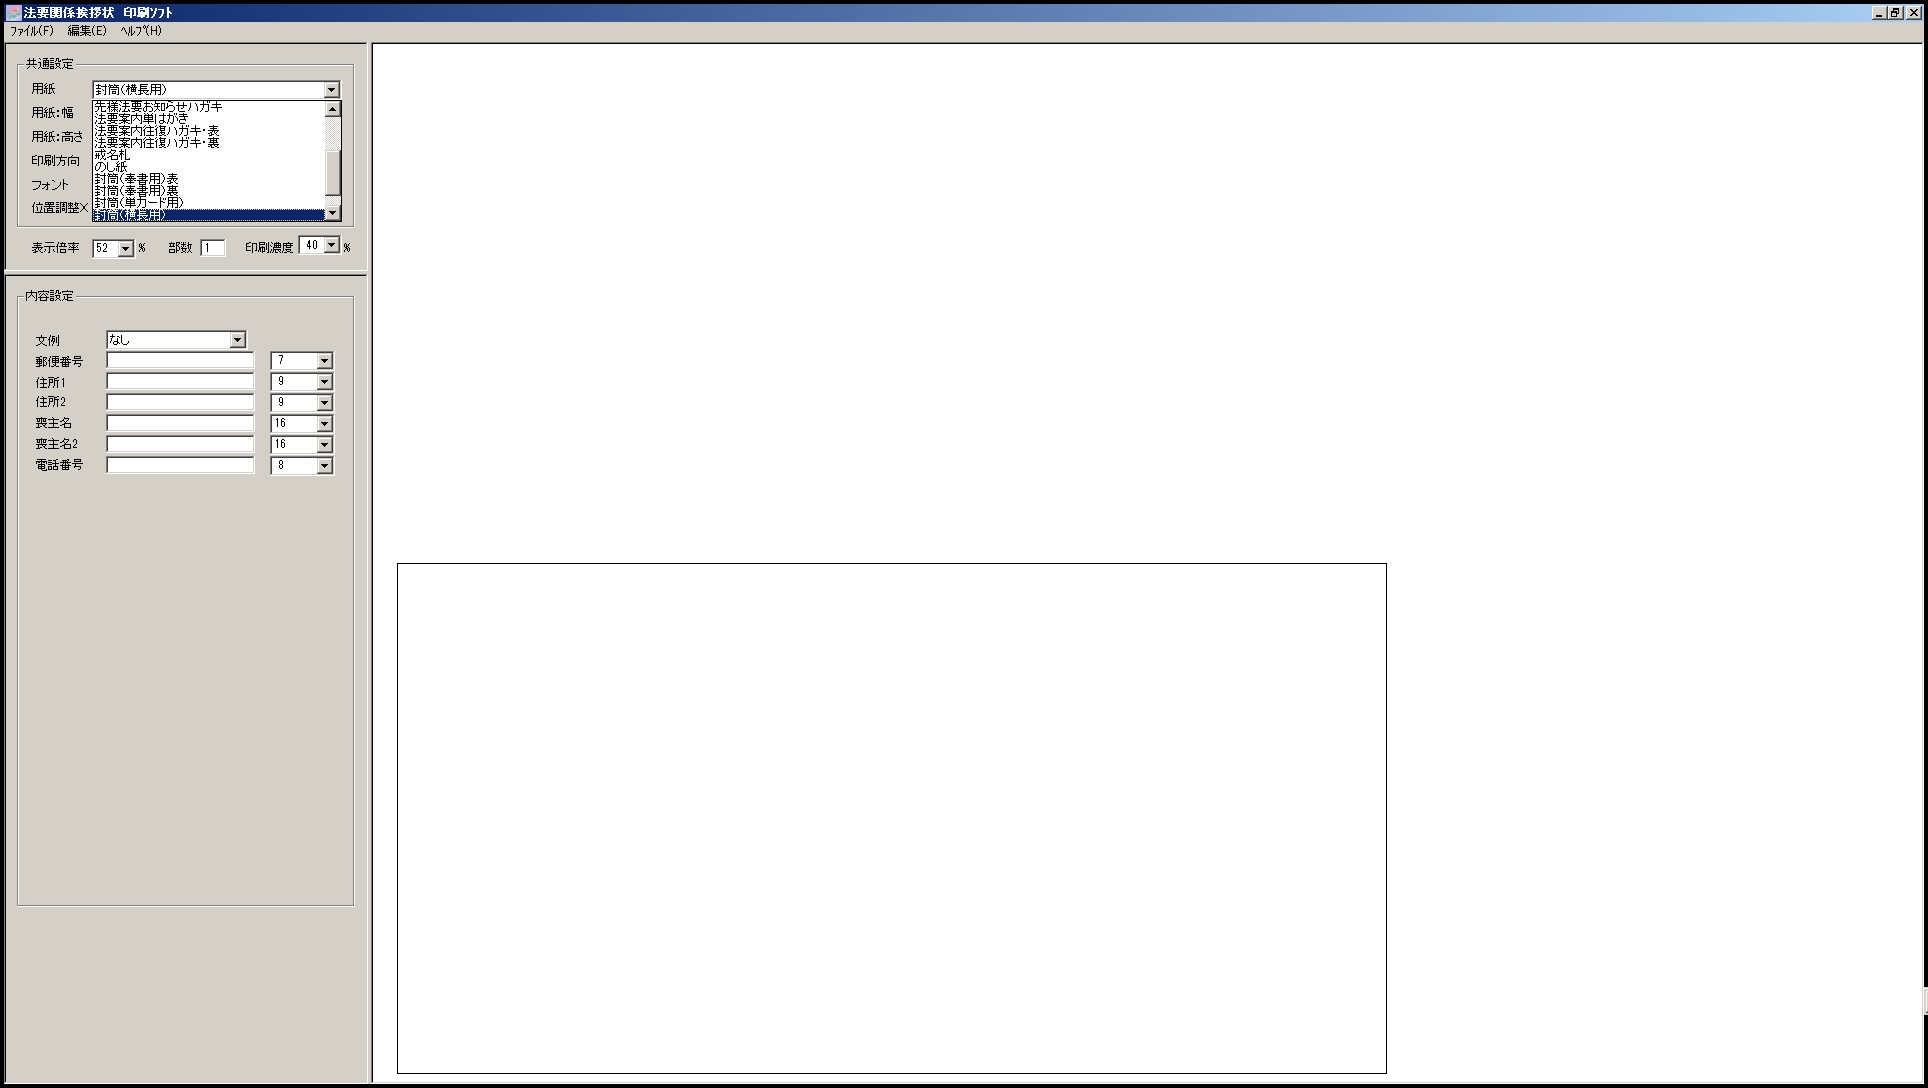 法要関係挨拶状 印刷ソフト
ファイル(F) 編集(E) ヘルプ(H)
共通設定
用紙 封筒(横長用)
用紙:幅
用紙:高さ
印刷方向
フォント
位置調整X
先様法要お知らせハガキ
法要案内単はがき
法要案内往復ハガキ・表
法要案内往復ハガキ・裏
戒名札
のし紙
封筒(奉書用)表
封筒(奉書用)裏
封筒(単カード用)
封筒(横長用)
表示倍率 52 % 部数 1 印刷濃度 40 %
内容設定
文例 なし
郵便番号 7
住所1 9
住所2 9
喪主名 16
喪主名2 16
電話番号 8